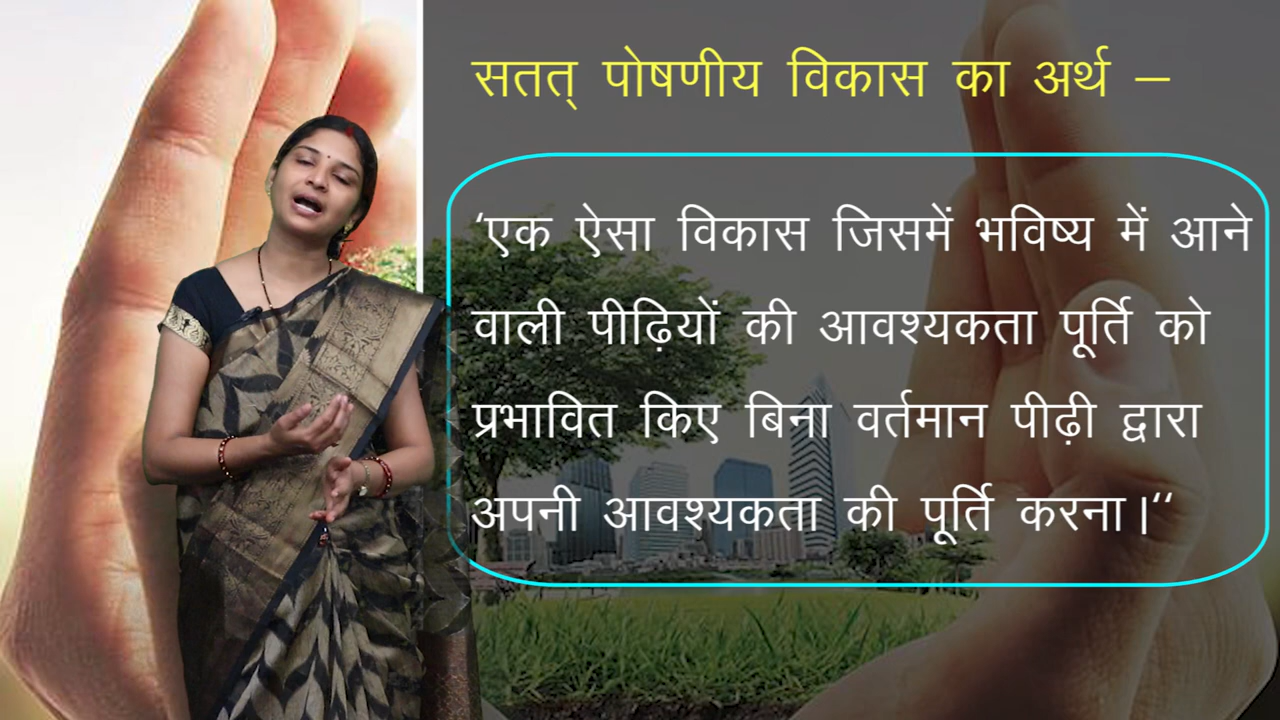 सतत् पोषणीय विकास का अर्थ –
‘एक ऐसा विकास जिसमें भविष्य में आने
वाली पीढ़ियों की आवश्यकता पूर्ति को
प्रभावित किए बिना वर्तमान पीढ़ी द्वारा
अपनी आवश्यकता की पूर्ति करना।‘‘